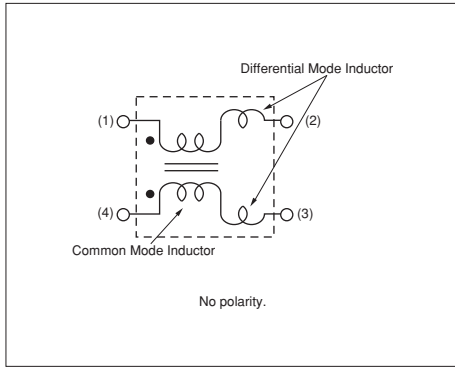 Differential Mode Inductor
(1)
(2)
(4)
(3)
Common Mode Inductor
No polarity.